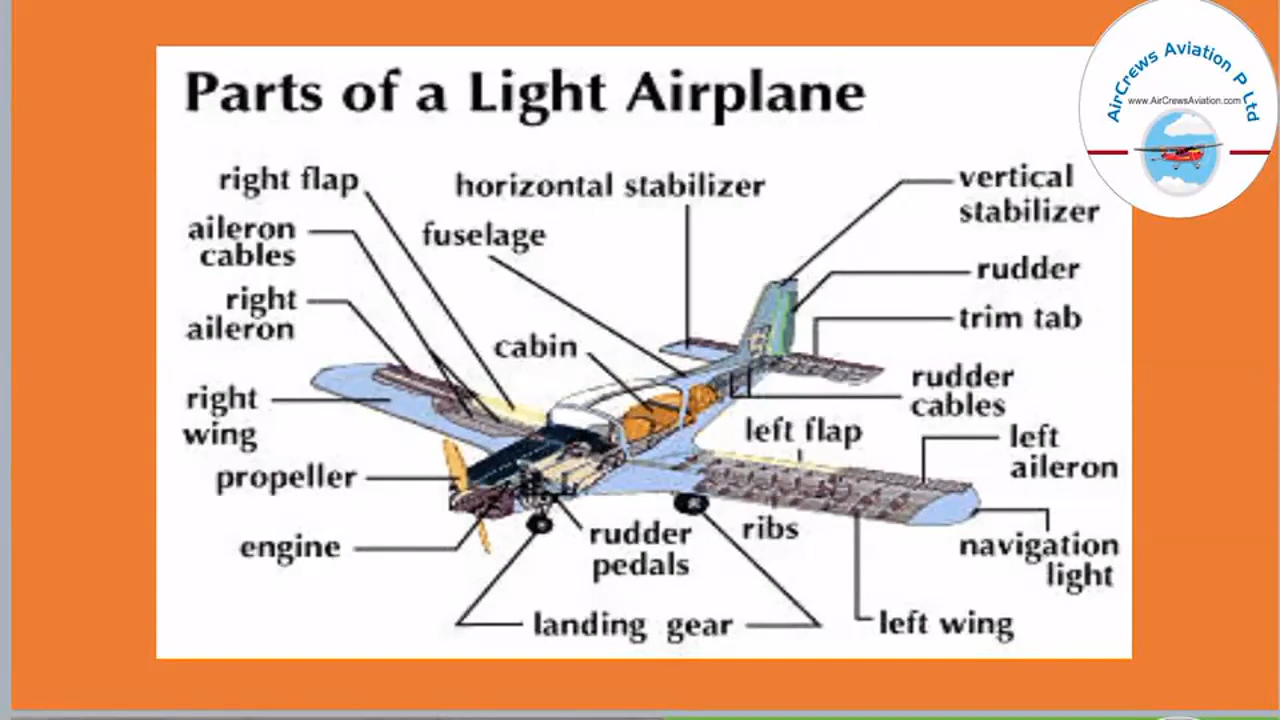 Parts of a Light Airplane
AirCrews Aviation P Ltd
www.AirCrewsAviation.com
right flap
horizontal stabilizer
vertical
stabilizer
aileron
cables
fuselage
rudder
right
aileron
trim tab
cabin
rudder
cables
right
wing
left flap
left
aileron
propeller
engine
rudder
pedals
ribs
navigation
light
landing gear
left wing